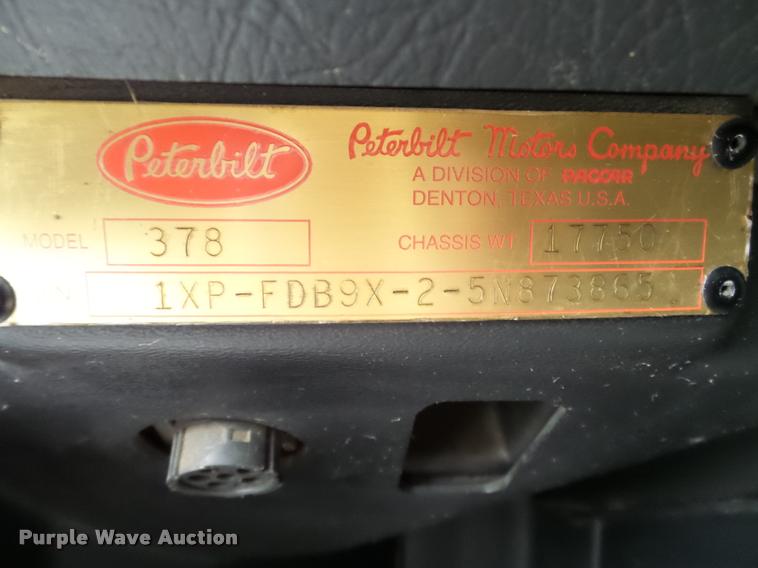 Peterbilt
Peterbilt Motors Company
A DIVISION OF PACCAR
DENTON, TEXAS U.S.A.
MODEL 378 CHASSIS WT 17750
1XP-FDB9X-2-5N873865
Purple Wave Auction